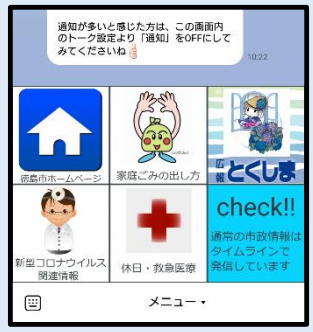 通知が多いと感じた方は、この画面内
のトーク設定より「通知」をOFFにして
みてくださいね
10:22
徳島市ホームページ
家庭ごみの出し方
広報 とくしま
新型コロナウイルス
関連情報
休日・救急医療
check!!
通常の市政情報は
タイムラインで
発信しています
メニュー